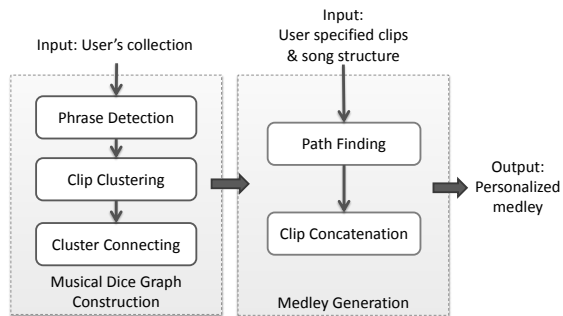 Input: User's collection
Phrase Detection
Clip Clustering
Cluster Connecting
Musical Dice Graph
Construction
Input:
User specified clips
& song structure
Path Finding
Clip Concatenation
Medley Generation
Output:
Personalized
medley